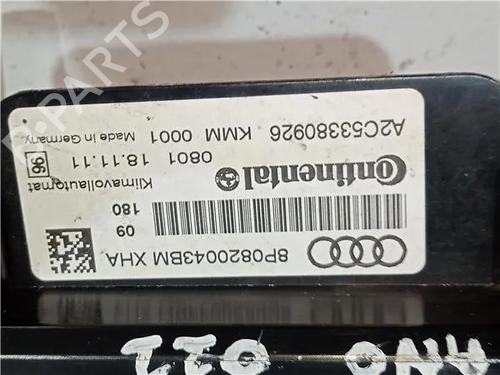 A2C53380926 KMM 0001
0801 18.11.11 Made in Germany
96
Continental Klimavollautomat
09
180
8P0820043BM XHA
PARTS